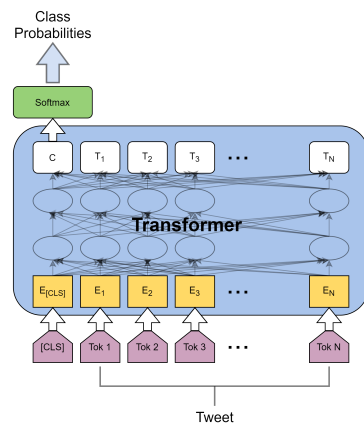 Class
Probabilities
Softmax
C T1 T2 T3 ••• TN
Transformer
E[CLS] E1 E2 E3 ••• EN
[CLS] Tok 1 Tok 2 Tok 3 ••• Tok N
Tweet